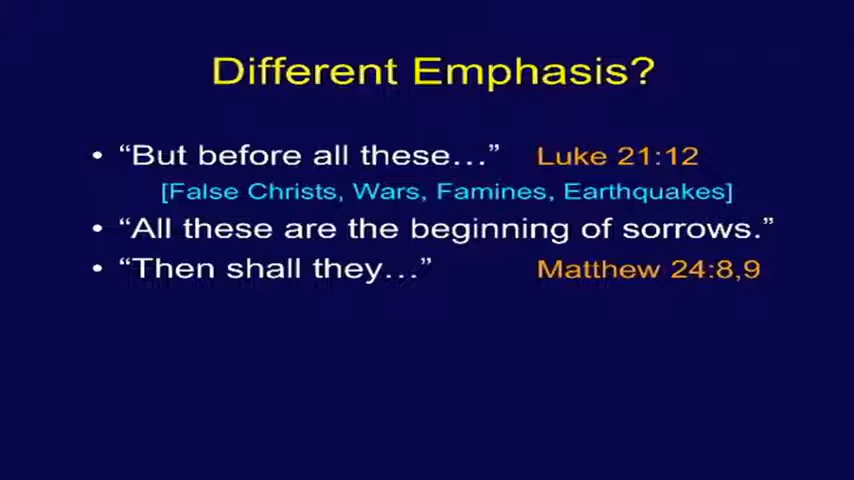 Different Emphasis?
• “But before all these…” Luke 21:12
[False Christs, Wars, Famines, Earthquakes]
• “All these are the beginning of sorrows.”
• “Then shall they…” Matthew 24:8,9